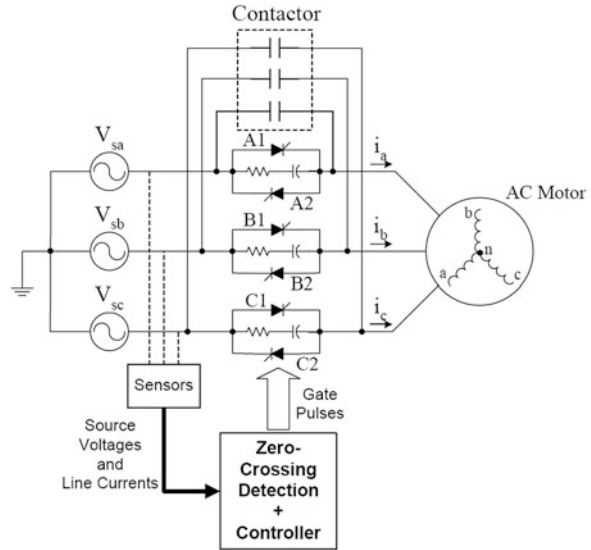 Contactor
V_sa
A1
i_a
A2
AC Motor
V_sb
B1
i_b
b
n
a
c
B2
V_sc
C1
i_c
C2
Sensors
Gate
Pulses
Source
Voltages
and
Line Currents
Zero-
Crossing
Detection
+
Controller